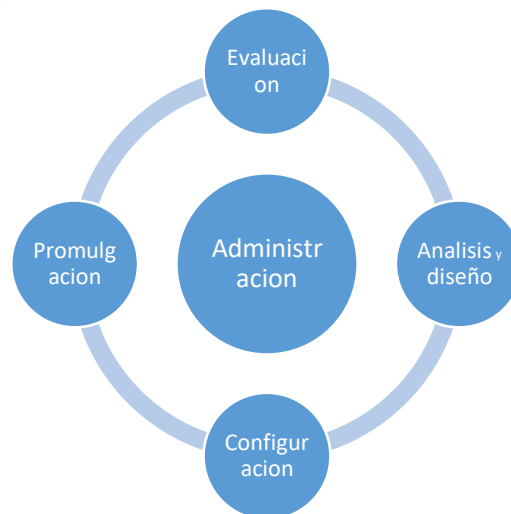 Evaluaci
on
Promulg
acion
Administr
acion
Analisis y
diseño
Configur
acion